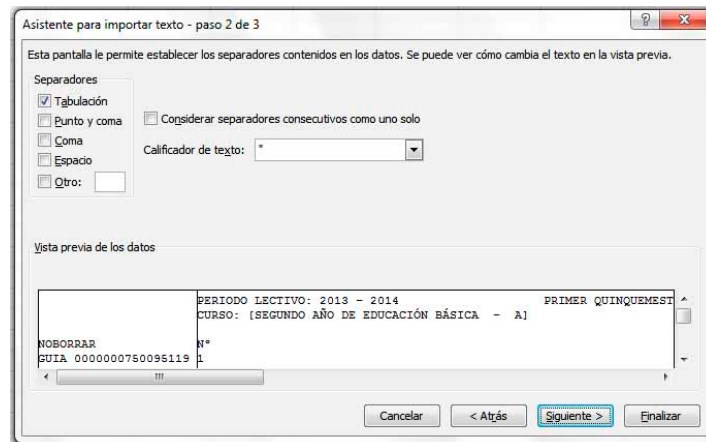 Asistente para importar texto - paso 2 de 3
Esta pantalla le permite establecer los separadores contenidos en los datos. Se puede ver cómo cambia el texto en la vista previa.
Separadores
Tabulación
Punto y coma
Coma
Espacio
Otro:
Considerar separadores consecutivos como uno solo
Calificador de texto: "
Vista previa de los datos
PERIODO LECTIVO: 2013 - 2014 PRIMER QUINQUEMEST
CURSO: [SEGUNDO AÑO DE EDUCACIÓN BÁSICA - A]
NOBORRAR Nº
GUIA 0000000750095119 1
Cancelar < Atrás Siguiente > Finalizar